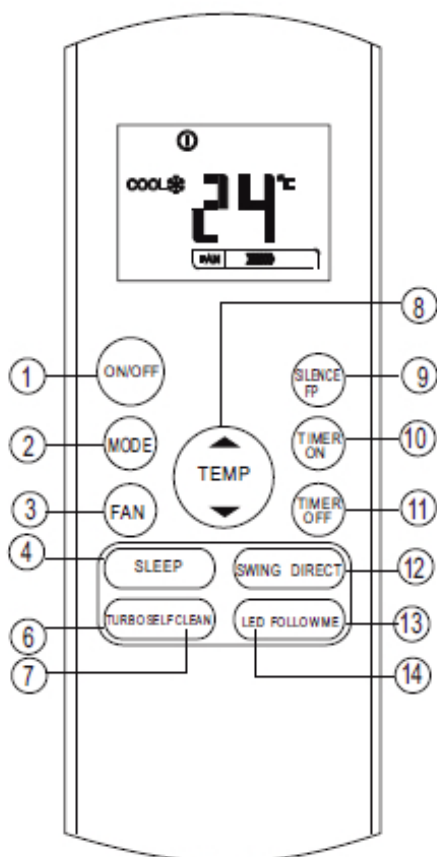 COOL 24 °C
FAN
8
ON/OFF
SILENCE
FP
1
9
MODE
TEMP
TIMER
ON
2
10
FAN
TIMER
OFF
3
11
4
SLEEP
SWING DIRECT
12
TURBO SELF CLEAN
LED FOLLOW ME
6
13
7
14